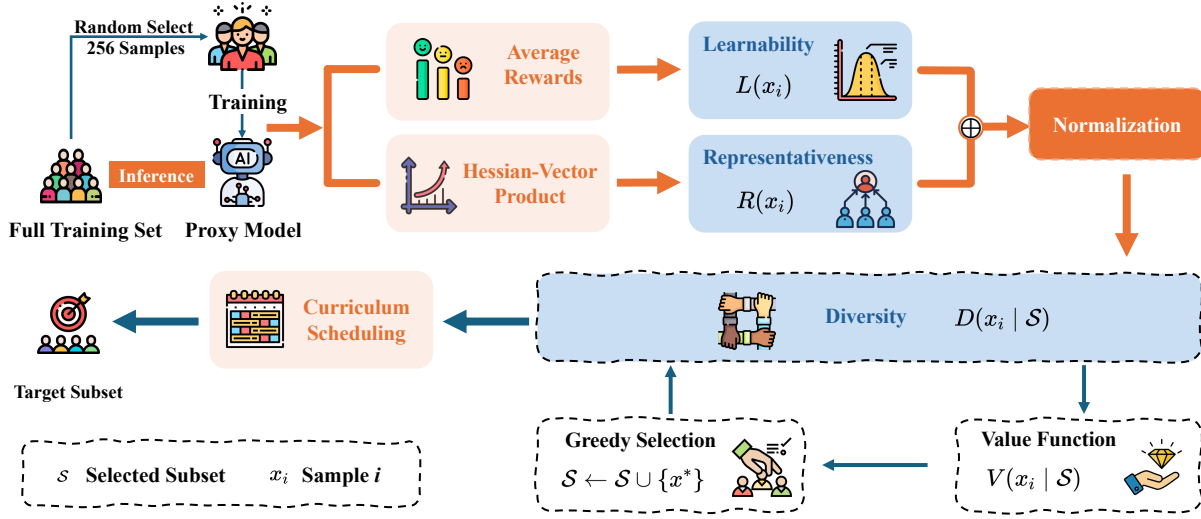 Random Select
256 Samples
Training
AI
Inference
Full Training Set
Proxy Model
Average
Rewards
Hessian-Vector
Product
Learnability
L(x_i)
Representativeness
R(x_i)
⊕
Normalization
Diversity D(x_i | 𝒮)
Curriculum
Scheduling
Target Subset
Greedy Selection
𝒮 ← 𝒮 ∪ {x*}
Value Function
V(x_i | 𝒮)
𝒮 Selected Subset x_i Sample i